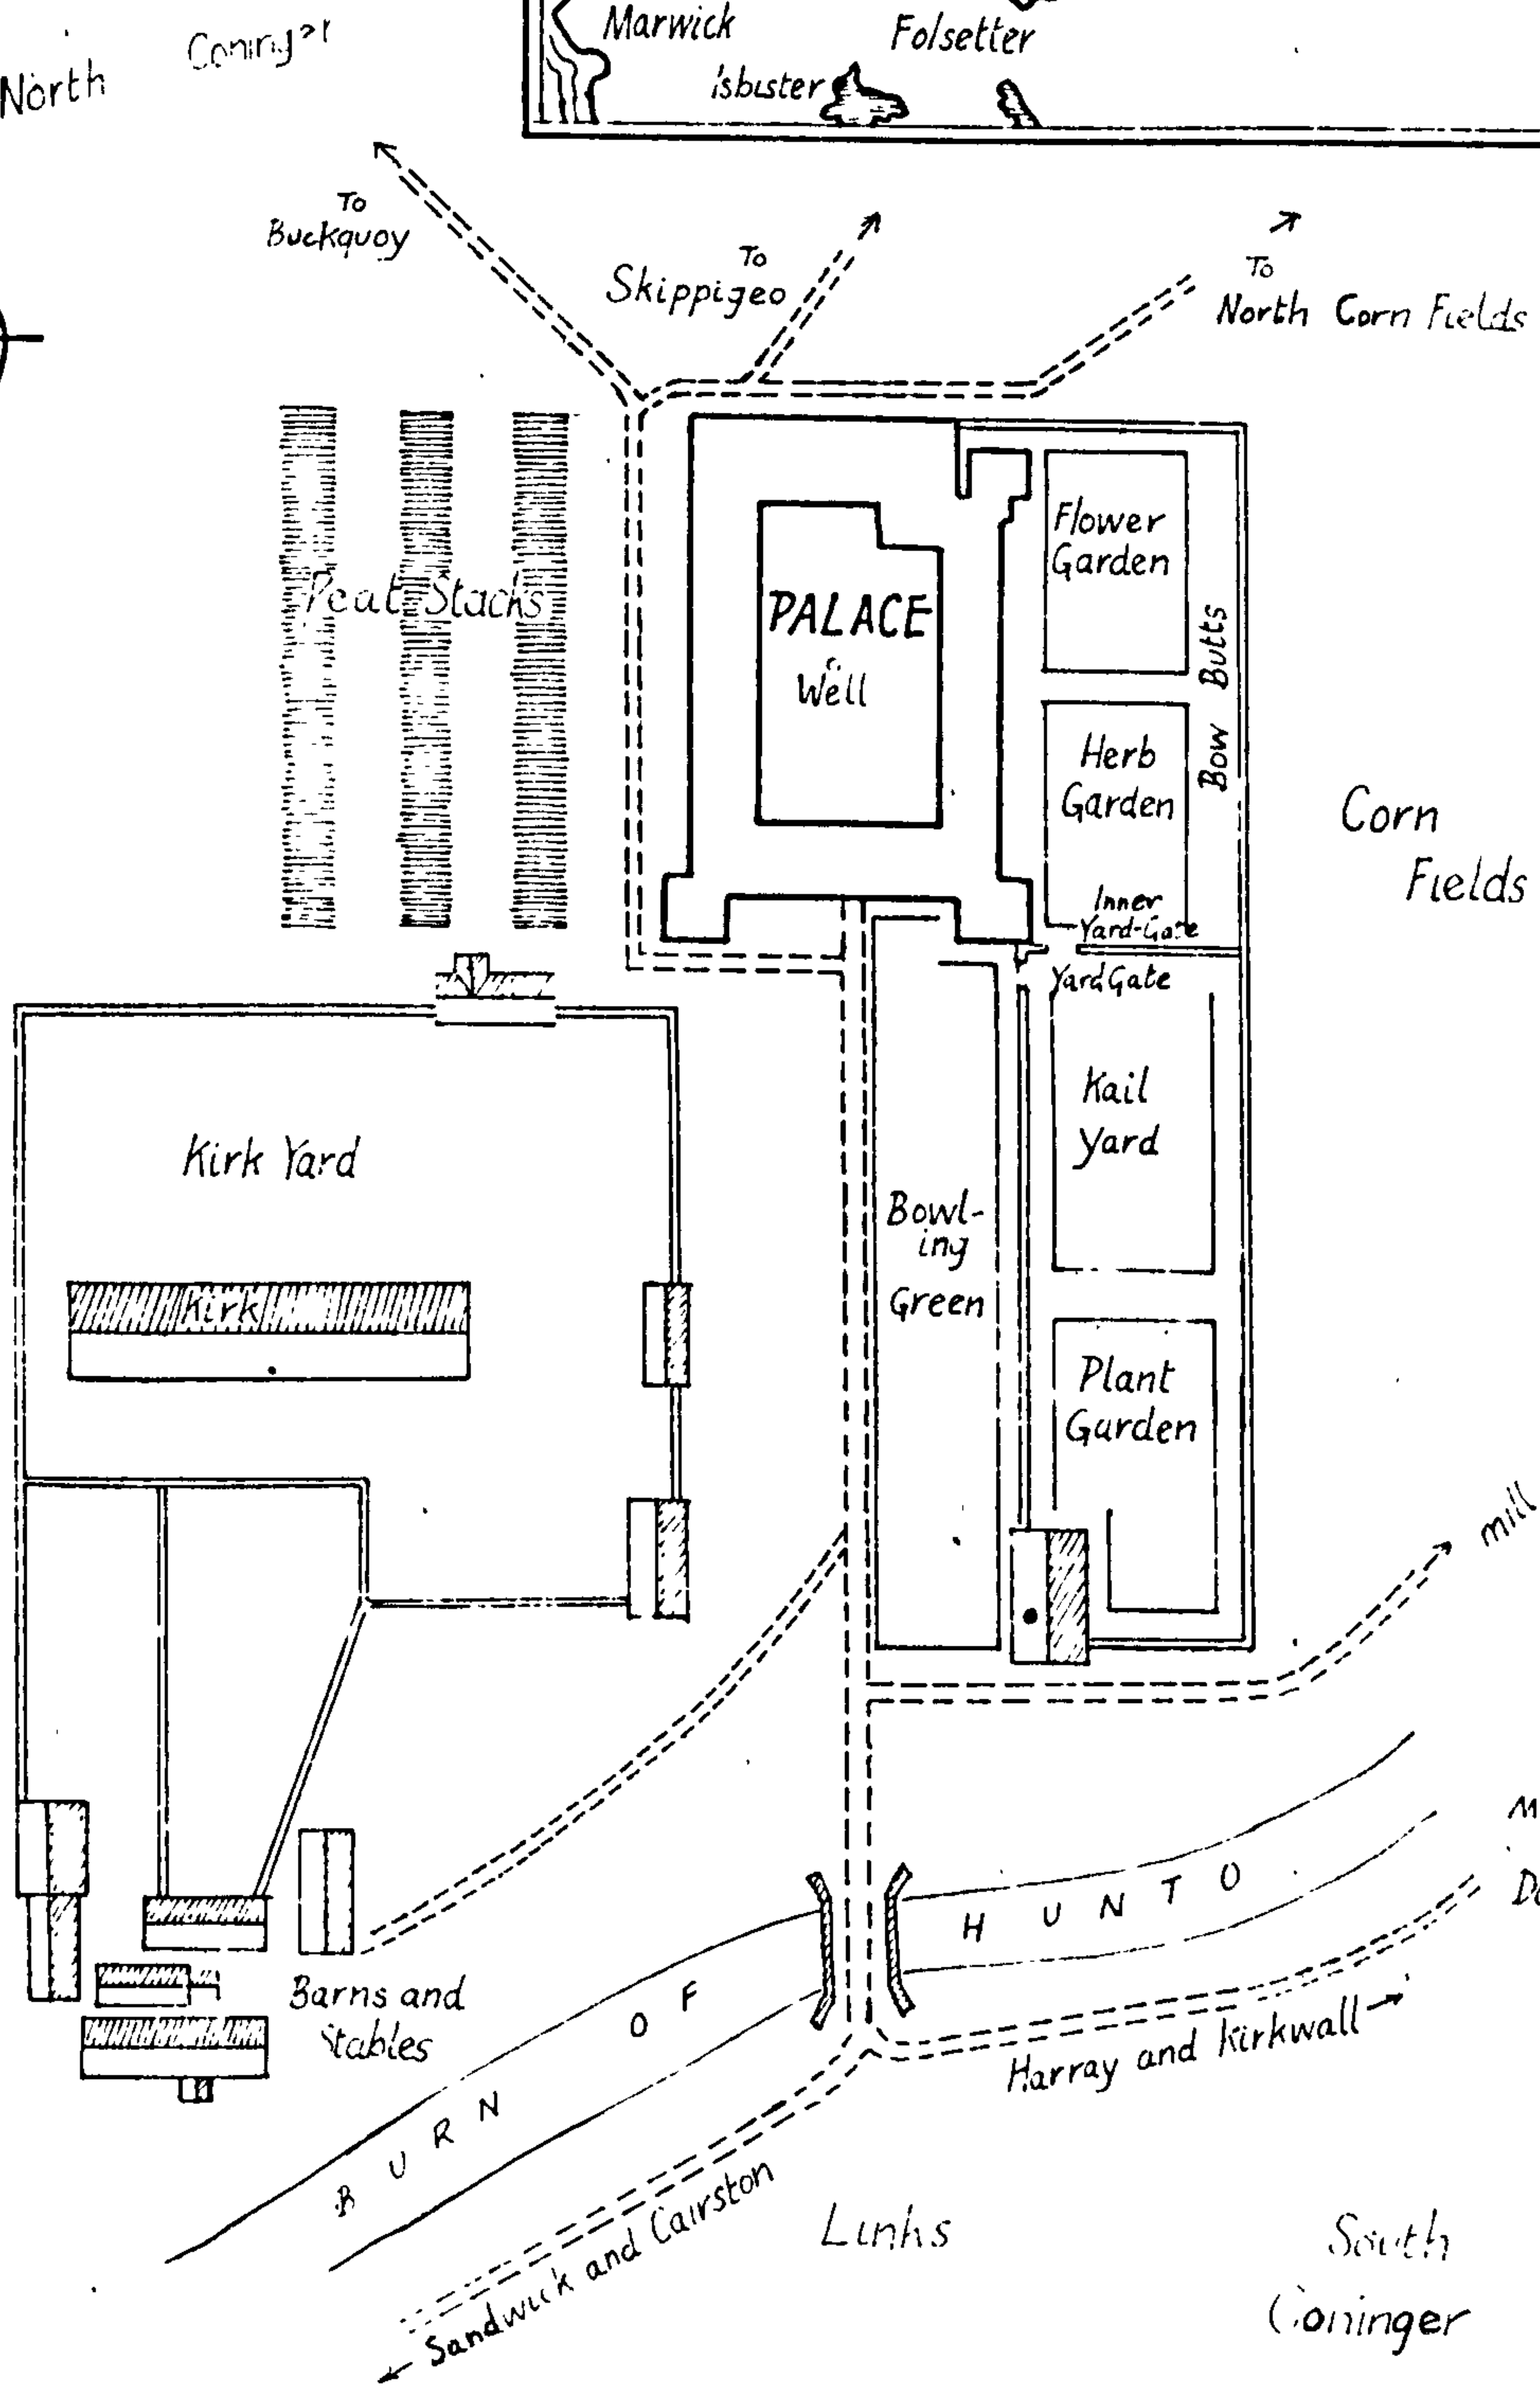 Marwick
Folsetter
Isbister
North
Coninger
To
Buckquoy
To
Skippigeo
To
North Corn Fields
Peat Stacks
PALACE
Well
Flower
Garden
Bow Butts
Herb
Garden
Inner
Yard-Gate
Yard Gate
Corn
Fields
Kirk Yard
Kail
Yard
Bowl-
ing
Green
Kirk
Plant
Garden
mill
BURN OF HUNTO
Barns and
Stables
Harray and Kirkwall
Sandwick and Cairston
Links
South
Coninger